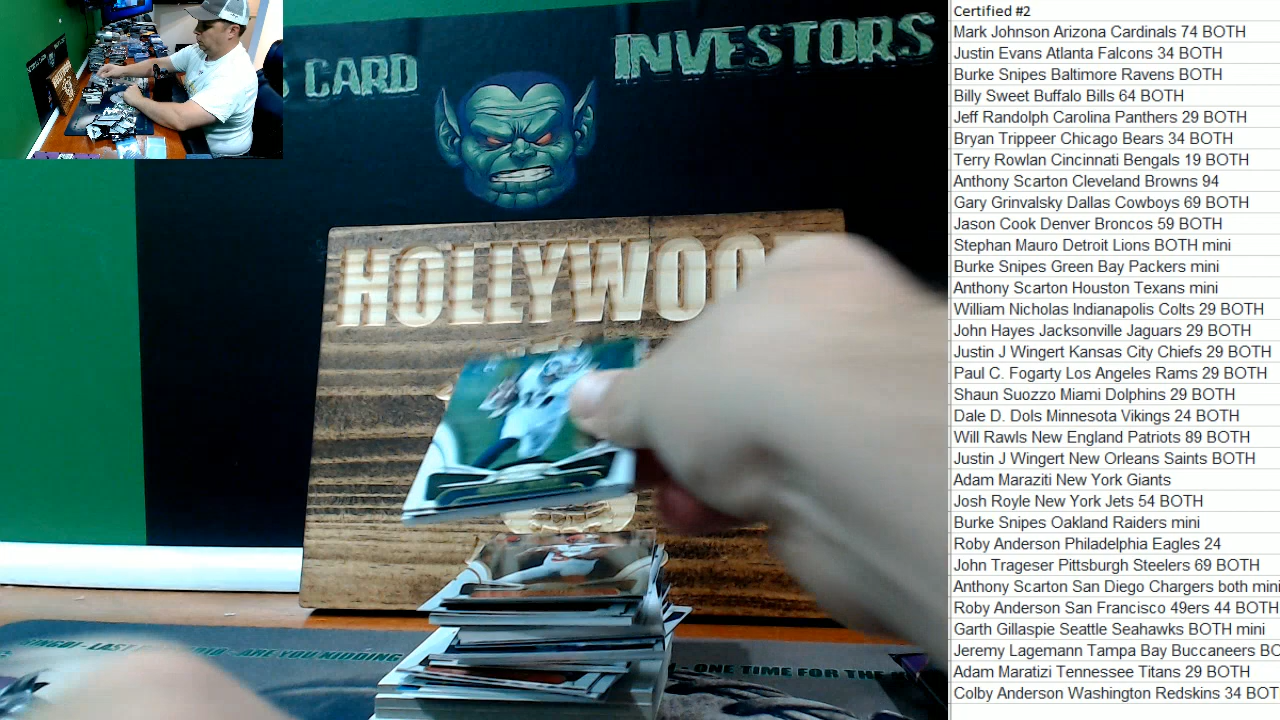 CARD
INVESTORS
HOLLYWOO
ARE YOU KIDDING
ONE TIME FOR THE
Certified #2
Mark Johnson Arizona Cardinals 74 BOTH
Justin Evans Atlanta Falcons 34 BOTH
Burke Snipes Baltimore Ravens BOTH
Billy Sweet Buffalo Bills 64 BOTH
Jeff Randolph Carolina Panthers 29 BOTH
Bryan Trippeer Chicago Bears 34 BOTH
Terry Rowlan Cincinnati Bengals 19 BOTH
Anthony Scarton Cleveland Browns 94
Gary Grinvalsky Dallas Cowboys 69 BOTH
Jason Cook Denver Broncos 59 BOTH
Stephan Mauro Detroit Lions BOTH mini
Burke Snipes Green Bay Packers mini
Anthony Scarton Houston Texans mini
William Nicholas Indianapolis Colts 29 BOTH
John Hayes Jacksonville Jaguars 29 BOTH
Justin J Wingert Kansas City Chiefs 29 BOTH
Paul C. Fogarty Los Angeles Rams 29 BOTH
Shaun Suozzo Miami Dolphins 29 BOTH
Dale D. Dols Minnesota Vikings 24 BOTH
Will Rawls New England Patriots 89 BOTH
Justin J Wingert New Orleans Saints BOTH
Adam Maraziti New York Giants
Josh Royle New York Jets 54 BOTH
Burke Snipes Oakland Raiders mini
Roby Anderson Philadelphia Eagles 24
John Trageser Pittsburgh Steelers 69 BOTH
Anthony Scarton San Diego Chargers both mini
Roby Anderson San Francisco 49ers 44 BOTH
Garth Gillaspie Seattle Seahawks BOTH mini
Jeremy Lagemann Tampa Bay Buccaneers BO
Adam Maratizi Tennessee Titans 29 BOTH
Colby Anderson Washington Redskins 34 BOT